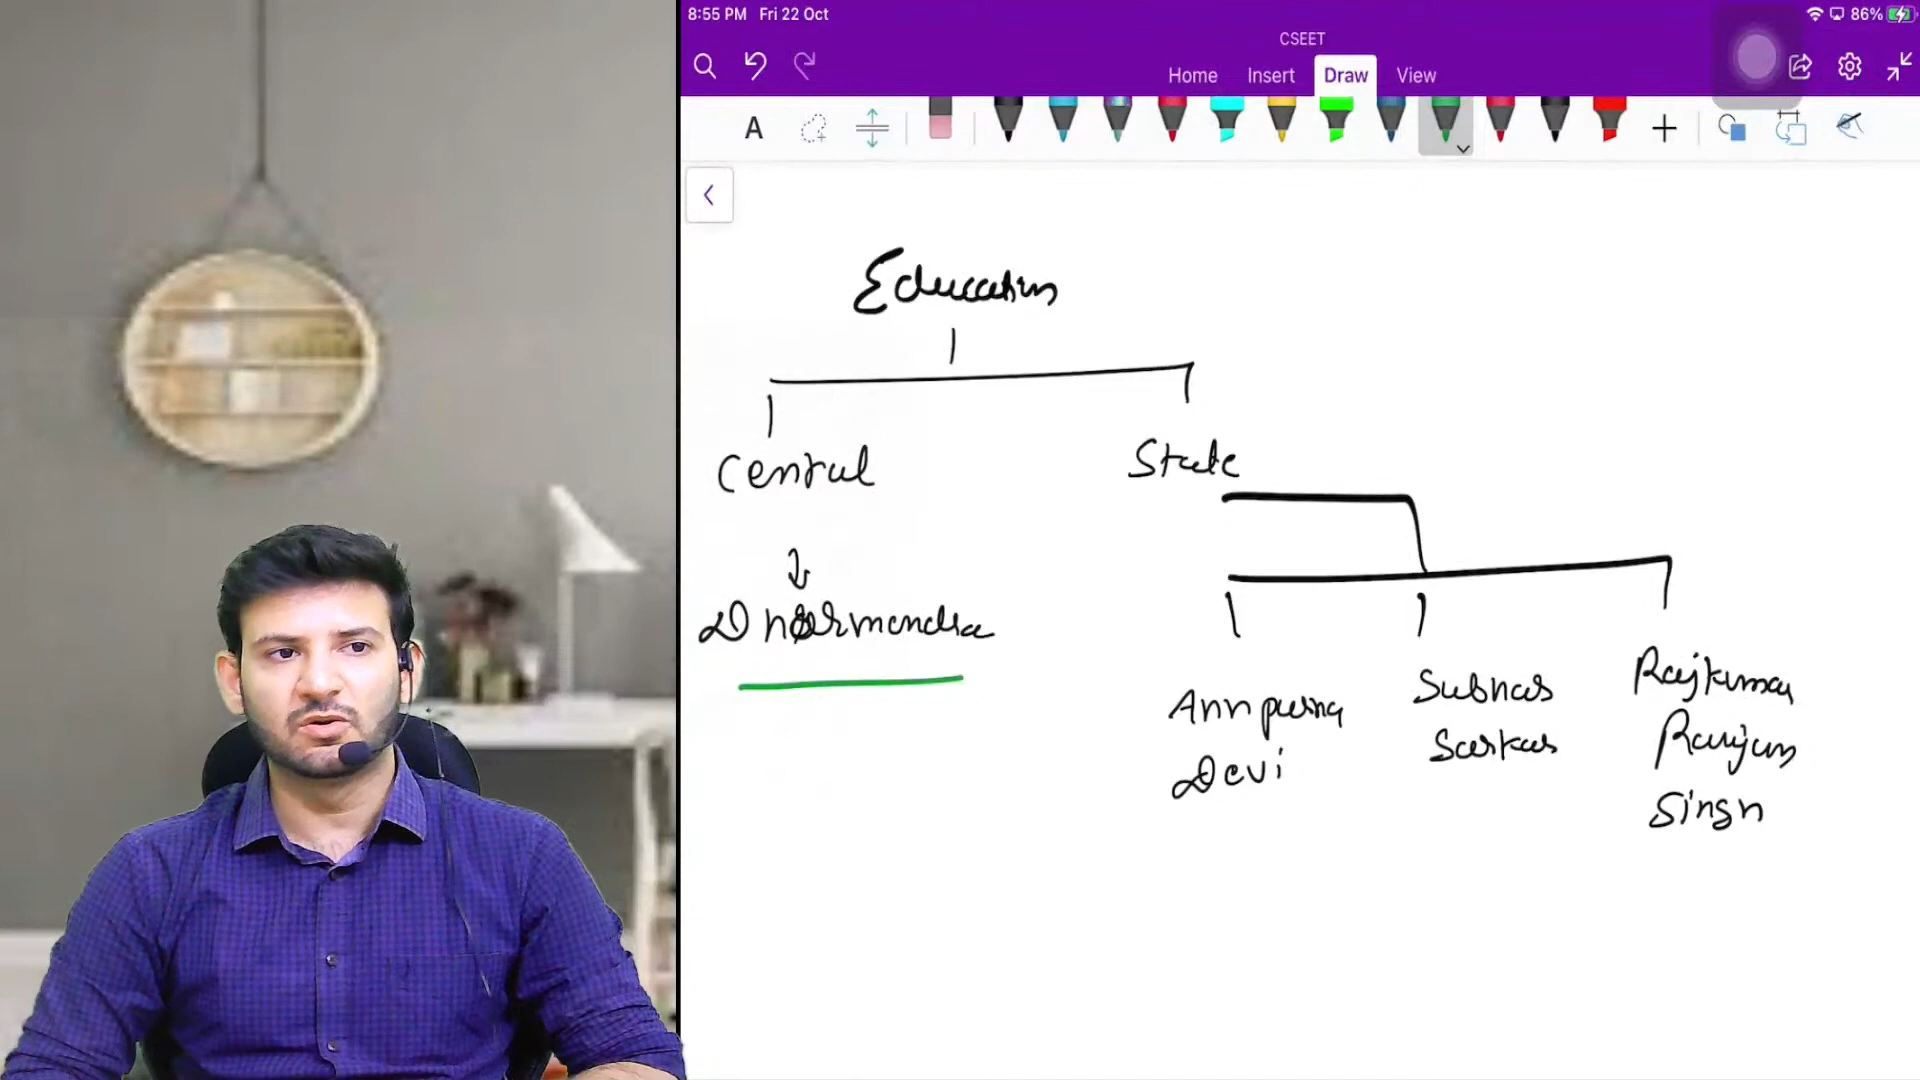 8:55 PM Fri 22 Oct
86%
CSEET
Home Insert Draw View
A
Education
Central
State
Dharmendra
Annpurna
Devi
Subhas
Sarkar
Rajkumar
Ranjan
Singh